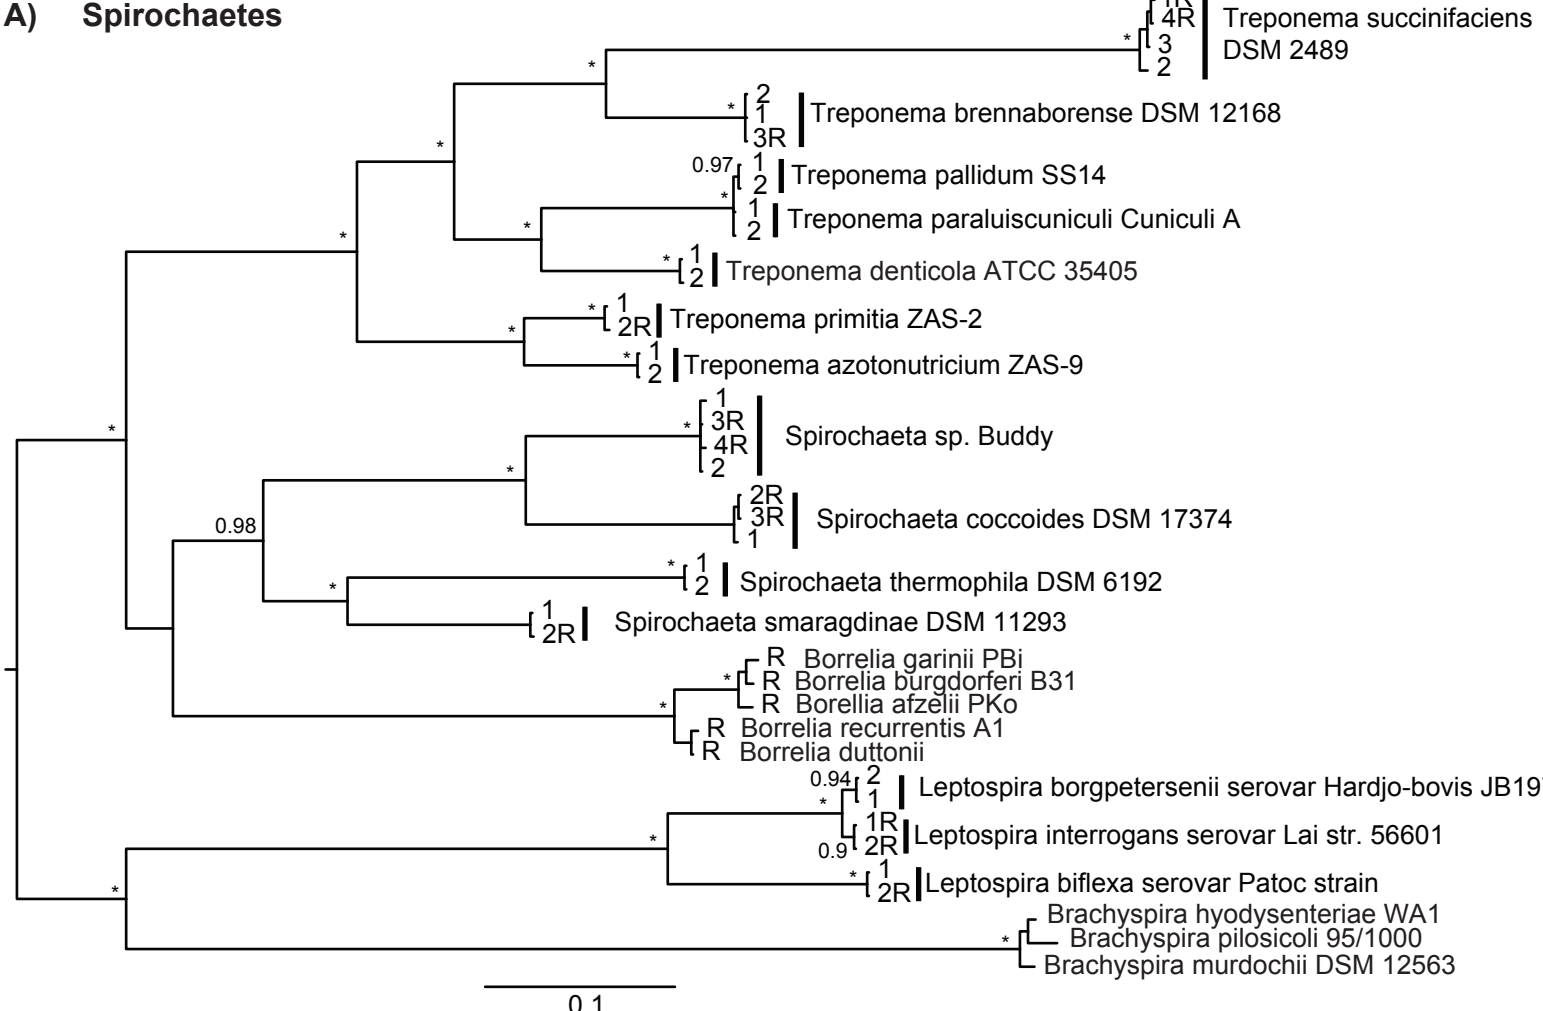 A) Spirochaetes
4R
Treponema succinifaciens
*
3
DSM 2489
2
*
2
*
1
Treponema brennaborense DSM 12168
3R
*
0.97
1
2
Treponema pallidum SS14
*
1
2
Treponema paraluiscuniculi Cuniculi A
*
*
*
1
2
Treponema denticola ATCC 35405
*
1
2R
Treponema primitia ZAS-2
*
*
1
2
Treponema azotonutricium ZAS-9
1
3R
*
4R
Spirochaeta sp. Buddy
*
2
*
2R
3R
Spirochaeta coccoides DSM 17374
1
0.98
*
1
2
Spirochaeta thermophila DSM 6192
*
1
2R
Spirochaeta smaragdinae DSM 11293
R Borrelia garinii PBi
*
R Borrelia burgdorferi B31
R Borellia afzelii PKo
*
R Borrelia recurrentis A1
R Borrelia duttonii
0.94
2
1
Leptospira borgpetersenii serovar Hardjo-bovis JB19
*
1R
2R
Leptospira interrogans serovar Lai str. 56601
*
0.9
*
1
2R
Leptospira biflexa serovar Patoc strain
*
Brachyspira hyodysenteriae WA1
*
Brachyspira pilosicoli 95/1000
Brachyspira murdochii DSM 12563
0.1